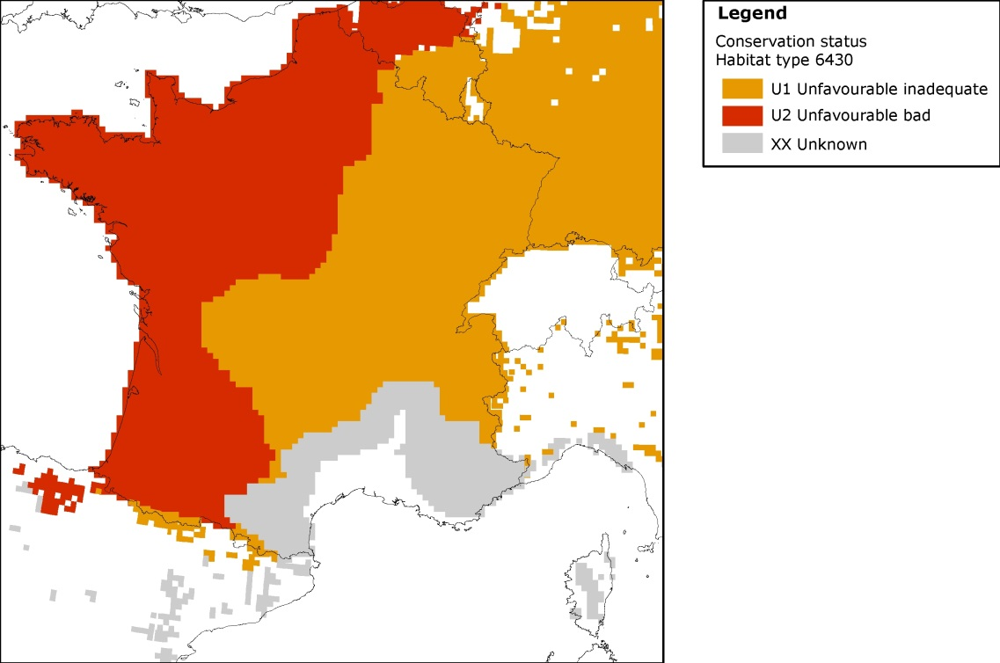 Legend
Conservation status
Habitat type 6430
U1 Unfavourable inadequate
U2 Unfavourable bad
XX Unknown